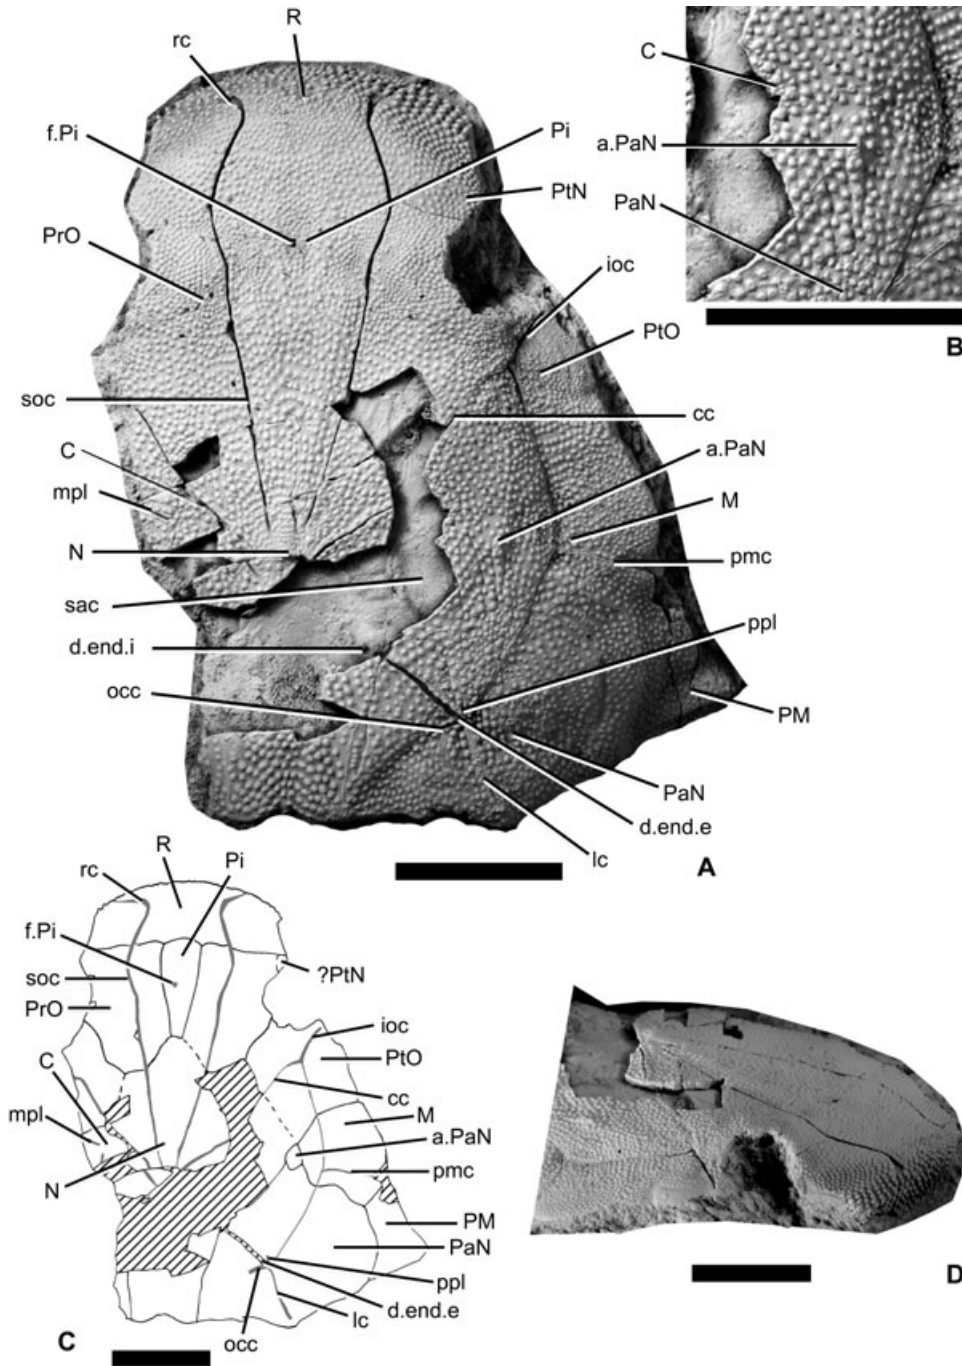 R
rc
f.Pi
Pi
PtN
PrO
ioc
PtO
soc
cc
C
a.PaN
mpl
M
N
pmc
sac
ppl
d.end.i
occ
PM
PaN
d.end.e
lc
A
C
a.PaN
PaN
B
R
Pi
rc
f.Pi
?PtN
soc
PrO
ioc
PtO
C
cc
mpl
M
a.PaN
pmc
N
PM
PaN
ppl
d.end.e
lc
occ
C
D